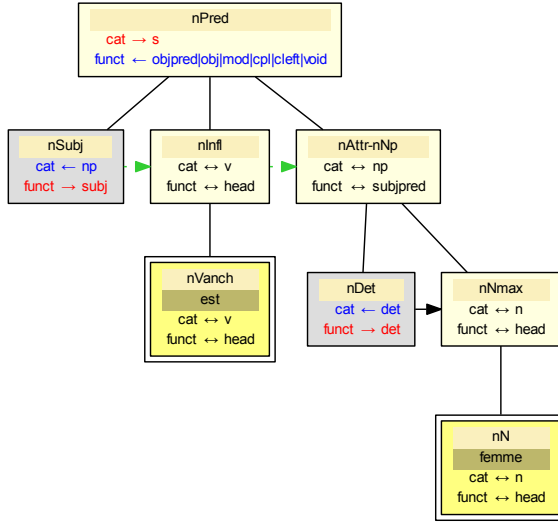 nPred
cat → s
funct ← objpred|obj|mod|cpl|cleft|void
nSubj
cat ← np
funct → subj
nInfl
cat ↔ v
funct ↔ head
nAttr-nNp
cat ↔ np
funct ↔ subjpred
nVanch
est
cat ↔ v
funct ↔ head
nDet
cat ← det
funct → det
nNmax
cat ↔ n
funct ↔ head
nN
femme
cat ↔ n
funct ↔ head